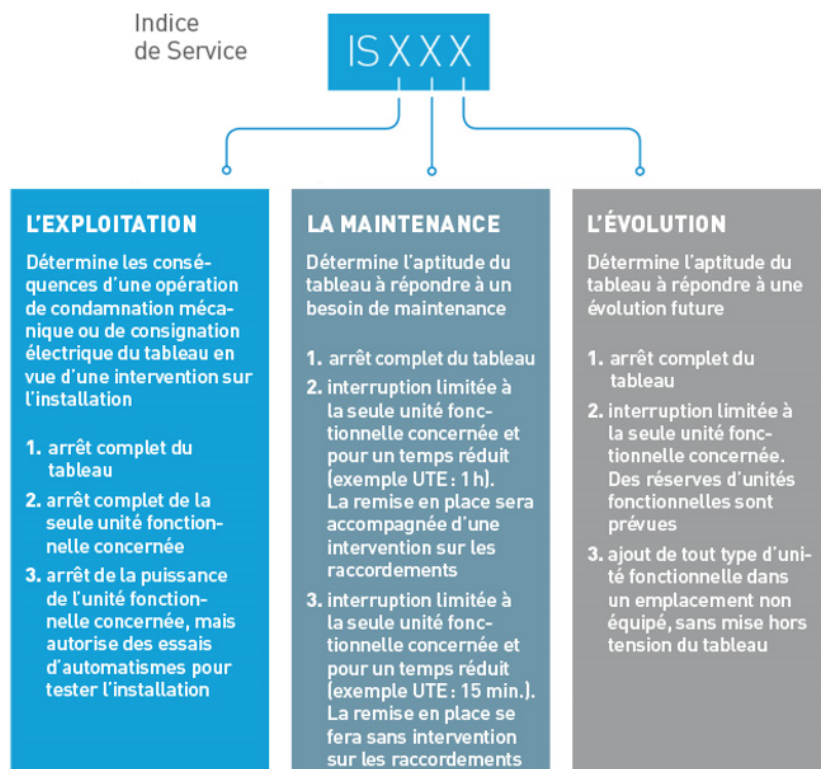 Indice
de Service
IS X X X
L'EXPLOITATION
Détermine les consé-
quences d'une opération
de condamnation méca-
nique ou de consignation
électrique du tableau en
vue d'une intervention sur
l'installation
1. arrêt complet du
tableau
2. arrêt complet de la
seule unité fonction-
nelle concernée
3. arrêt de la puissance
de l'unité fonction-
nelle concernée, mais
autorise des essais
d'automatismes pour
tester l'installation
LA MAINTENANCE
Détermine l'aptitude du
tableau à répondre à un
besoin de maintenance
1. arrêt complet du tableau
2. interruption limitée à
la seule unité fonc-
tionnelle concernée et
pour un temps réduit
(exemple UTE : 1 h).
La remise en place sera
accompagnée d'une
intervention sur les
raccordements
3. interruption limitée à
la seule unité fonc-
tionnelle concernée et
pour un temps réduit
(exemple UTE : 15 min.).
La remise en place se
fera sans intervention
sur les raccordements
L'ÉVOLUTION
Détermine l'aptitude du
tableau à répondre à une
évolution future
1. arrêt complet du
tableau
2. interruption limitée à
la seule unité fonc-
tionnelle concernée.
Des réserves d'unités
fonctionnelles sont
prévues
3. ajout de tout type d'uni-
té fonctionnelle dans
un emplacement non
équipé, sans mise hors
tension du tableau